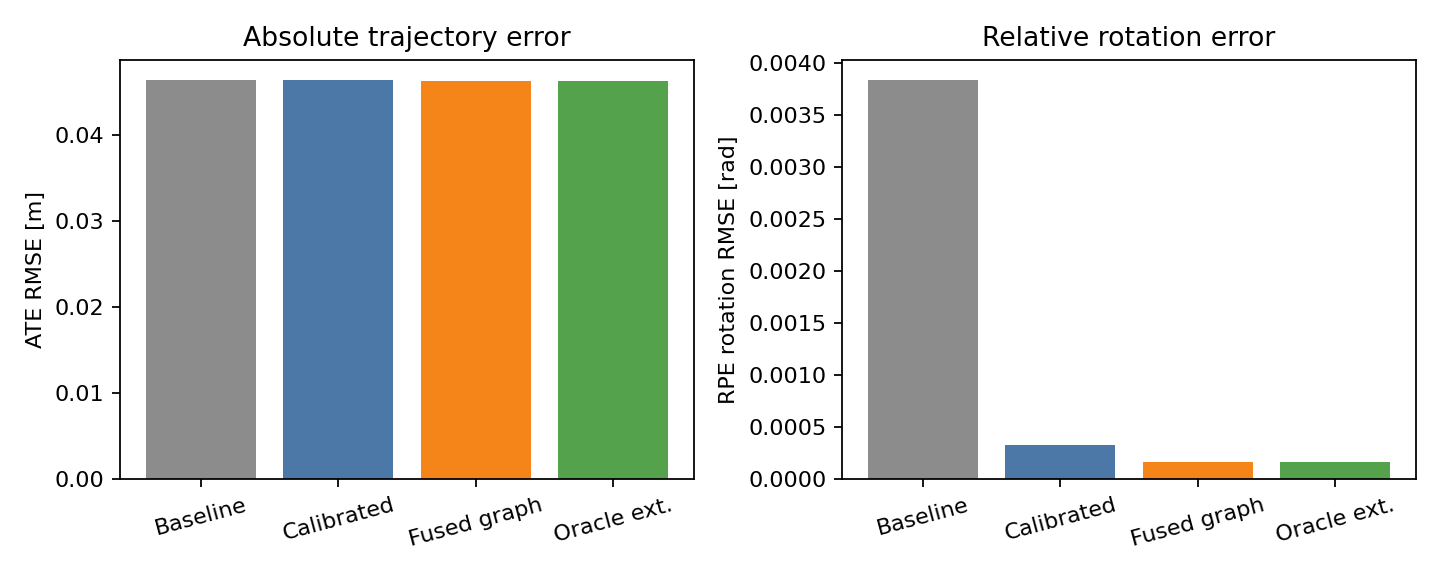 Absolute trajectory error
ATE RMSE [m]
0.04
0.03
0.02
0.01
0.00
Baseline
Calibrated
Fused graph
Oracle ext.
Relative rotation error
RPE rotation RMSE [rad]
0.0040
0.0035
0.0030
0.0025
0.0020
0.0015
0.0010
0.0005
0.0000
Baseline
Calibrated
Fused graph
Oracle ext.